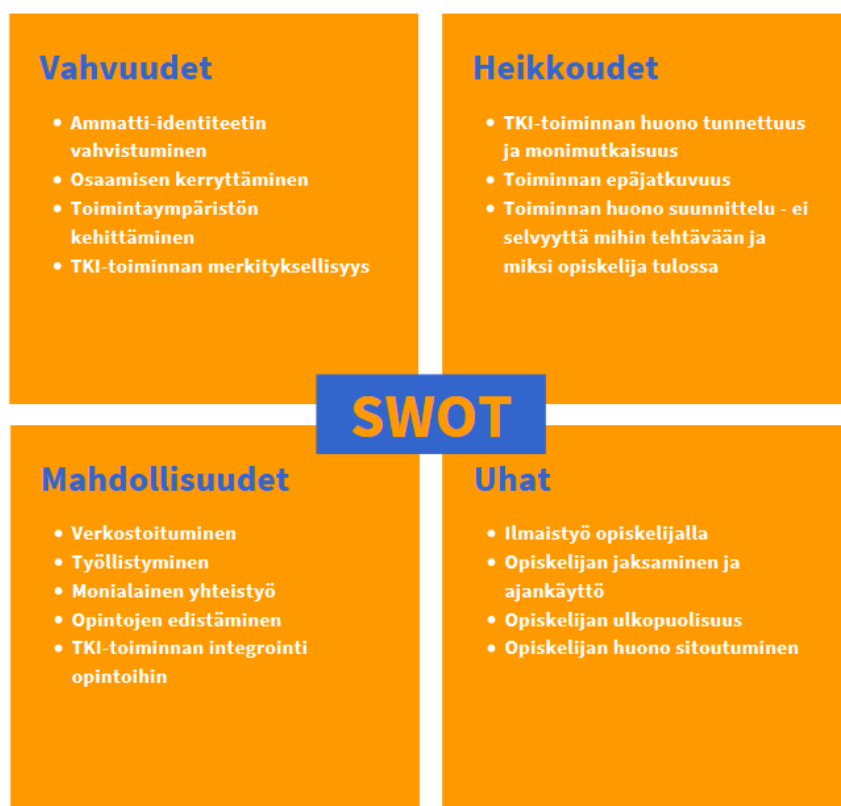 Vahvuudet
• Ammatti-identiteetin
vahvistuminen
• Osaamisen kerryttäminen
• Toimintaympäristön
kehittäminen
• TKI-toiminnan merkityksellisyys
Heikkoudet
• TKI-toiminnan huono tunnettuus
ja monimutkaisuus
• Toiminnan epäjatkuvuus
• Toiminnan huono suunnittelu - ei
selvyyttä mihin tehtävään ja
miksi opiskelija tulossa
SWOT
Mahdollisuudet
• Verkostoituminen
• Työllistyminen
• Monialainen yhteistyö
• Opintojen edistäminen
• TKI-toiminnan integrointi
opintoihin
Uhat
• Ilmaistyö opiskelijalla
• Opiskelijan jaksaminen ja
ajankäyttö
• Opiskelijan ulkopuolisuus
• Opiskelijan huono sitoutuminen